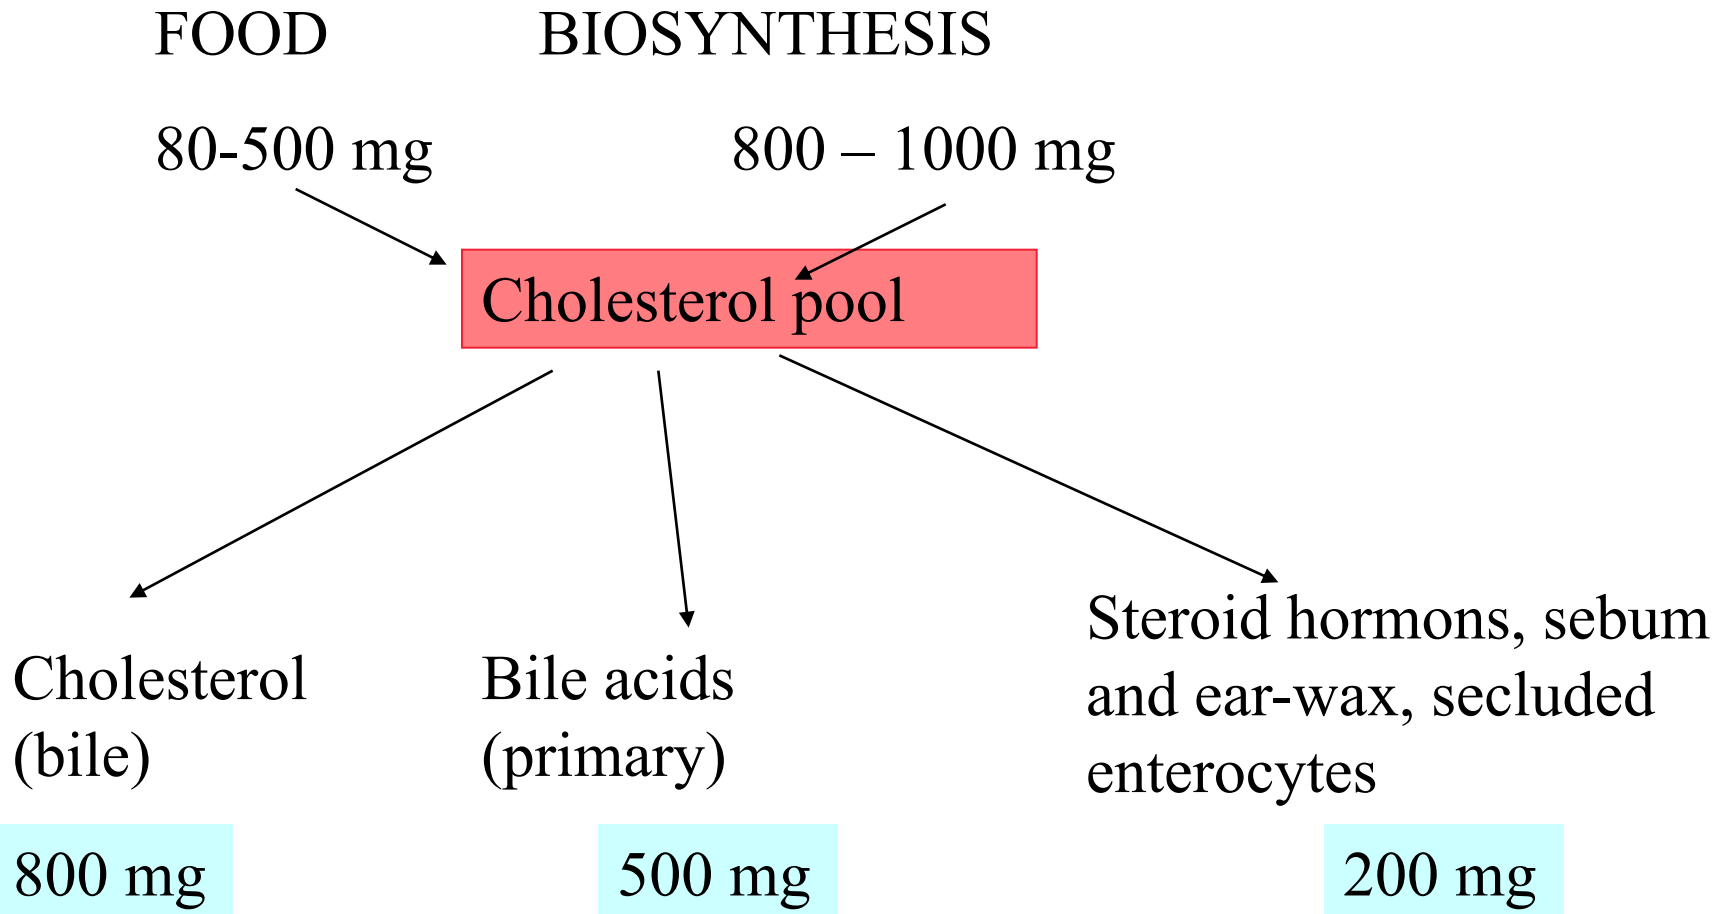 FOOD BIOSYNTHESIS
80-500 mg 800 – 1000 mg
Cholesterol pool
Cholesterol
(bile)
800 mg
Bile acids
(primary)
500 mg
Steroid hormons, sebum
and ear-wax, secluded
enterocytes
200 mg